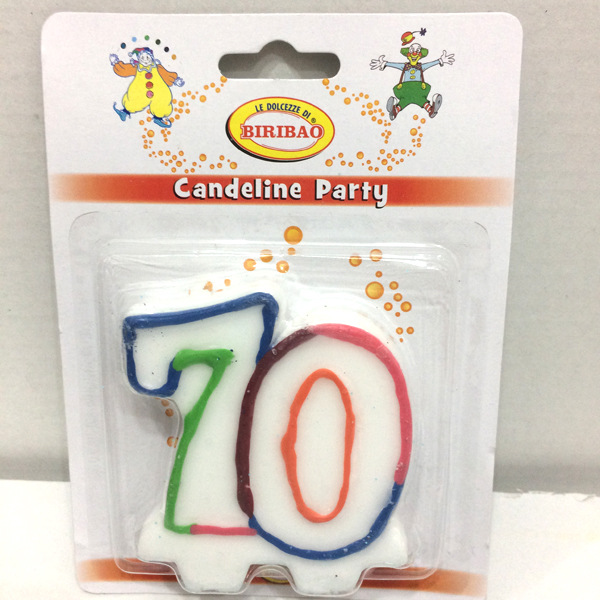 LE DOLCEZZE DI
BIRIBAO®
Candeline Party
70